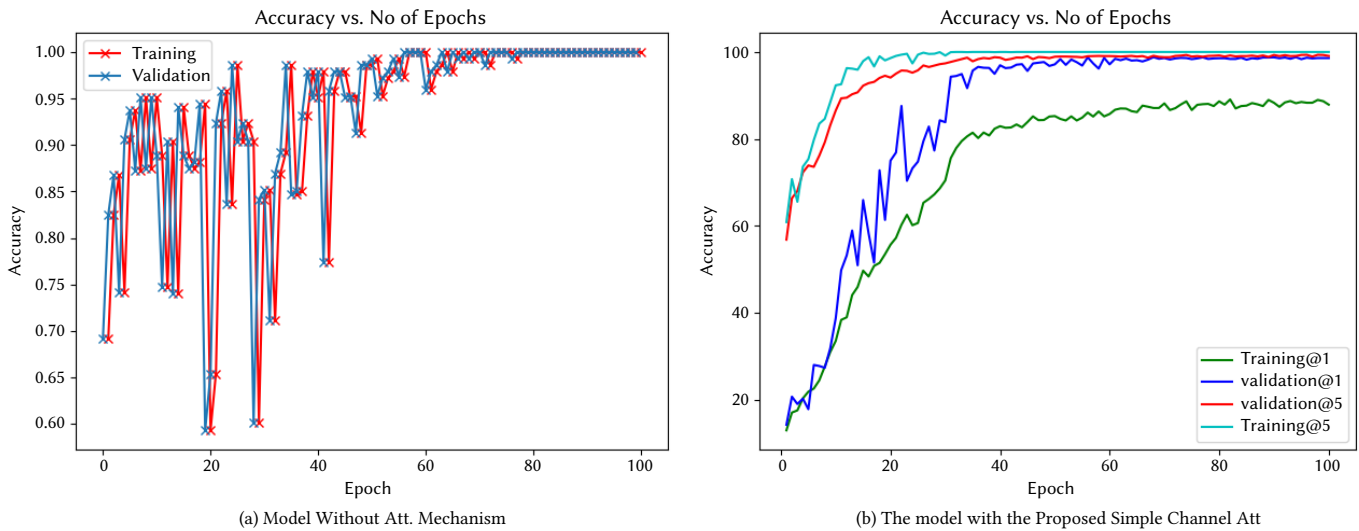 Accuracy vs. No of Epochs
Training
Validation
1.00
0.95
0.90
0.85
0.80
0.75
0.70
0.65
0.60
Accuracy
0 20 40 60 80 100
Epoch
(a) Model Without Att. Mechanism
Accuracy vs. No of Epochs
100
80
60
40
20
Accuracy
Training@1
validation@1
validation@5
Training@5
0 20 40 60 80 100
Epoch
(b) The model with the Proposed Simple Channel Att